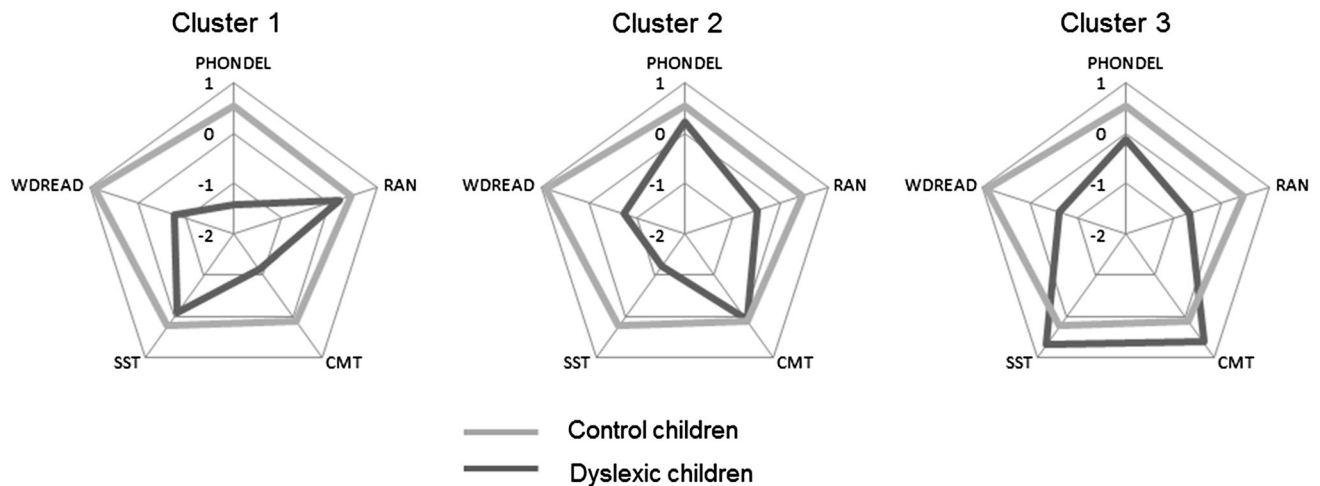 Cluster 1
PHONDEL
1
0
-1
-2
WDREAD
RAN
SST
CMT
Cluster 2
PHONDEL
1
0
-1
-2
WDREAD
RAN
SST
CMT
Cluster 3
PHONDEL
1
0
-1
-2
WDREAD
RAN
SST
CMT
Control children
Dyslexic children